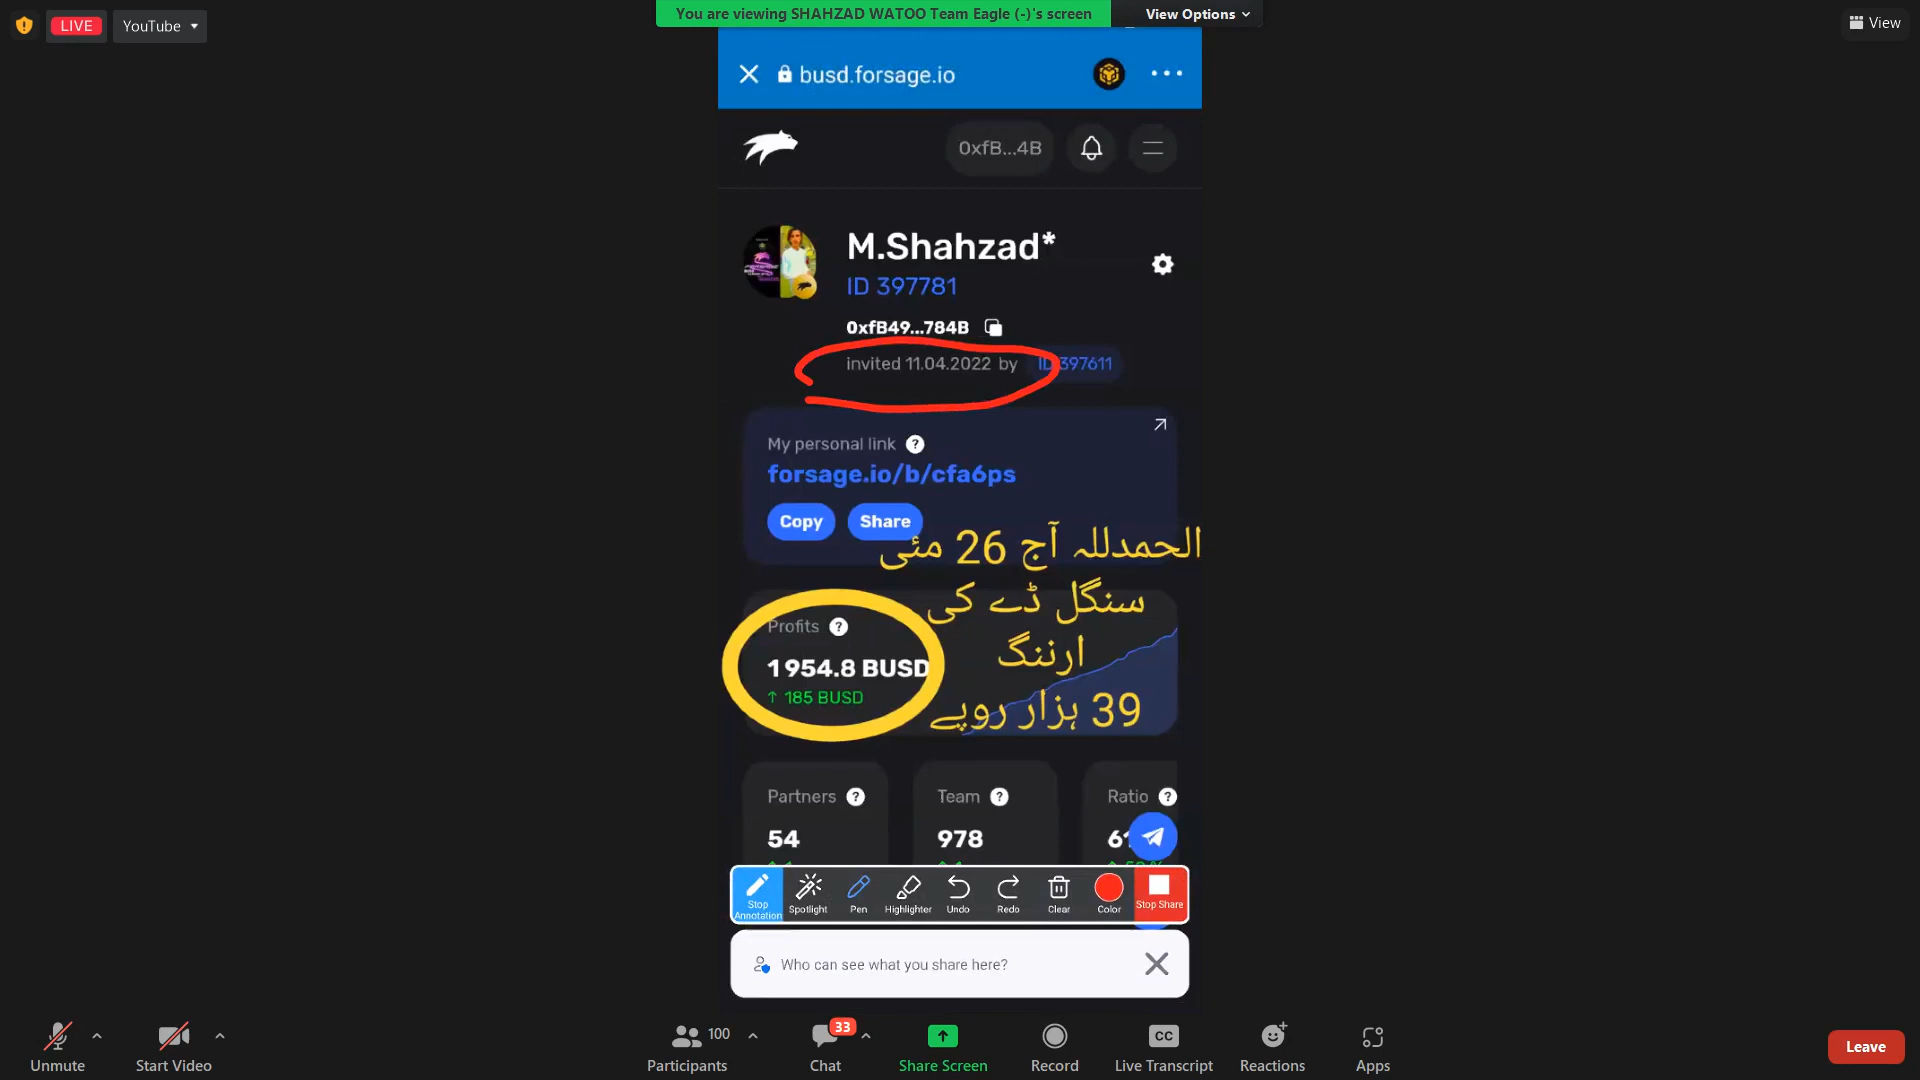 LIVE
YouTube
You are viewing SHAHZAD WATOO Team Eagle (-)'s screen
View Options
View
busd.forsage.io
0xfB...4B
M.Shahzad*
ID 397781
0xfB49...784B
invited 11.04.2022 by ID 397611
My personal link ?
forsage.io/b/cfa6ps
Copy Share
الحمدللہ آج 26 مئی
سنگل ڈے کی
ارننگ
39 ہزار روپے
Profits ?
1 954.8 BUSD
↑ 185 BUSD
Partners ?
54
Team ?
978
Ratio ?
Stop Annotation
Spotlight
Pen
Highlighter
Undo
Redo
Clear
Color
Stop Share
Who can see what you share here?
Unmute
Start Video
100
Participants
33
Chat
Share Screen
Record
CC
Live Transcript
Reactions
Apps
Leave